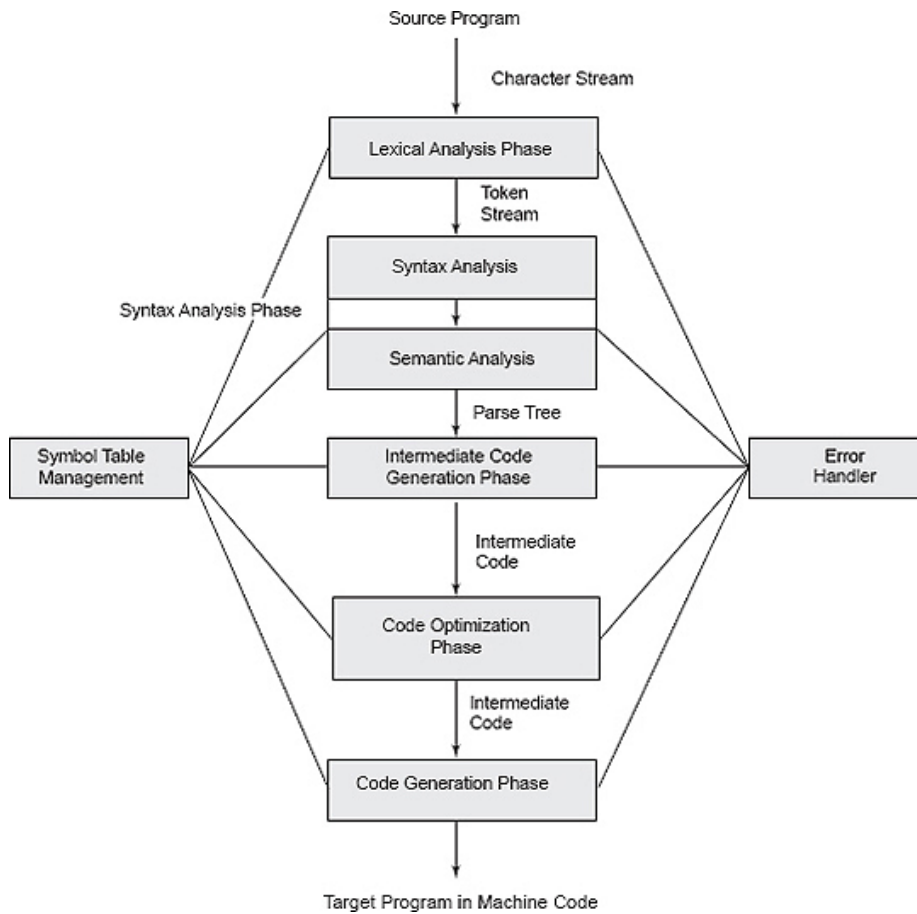 Source Program
Character Stream
Lexical Analysis Phase
Token
Stream
Syntax Analysis
Syntax Analysis Phase
Semantic Analysis
Parse Tree
Symbol Table
Management
Intermediate Code
Generation Phase
Error
Handler
Intermediate
Code
Code Optimization
Phase
Intermediate
Code
Code Generation Phase
Target Program in Machine Code